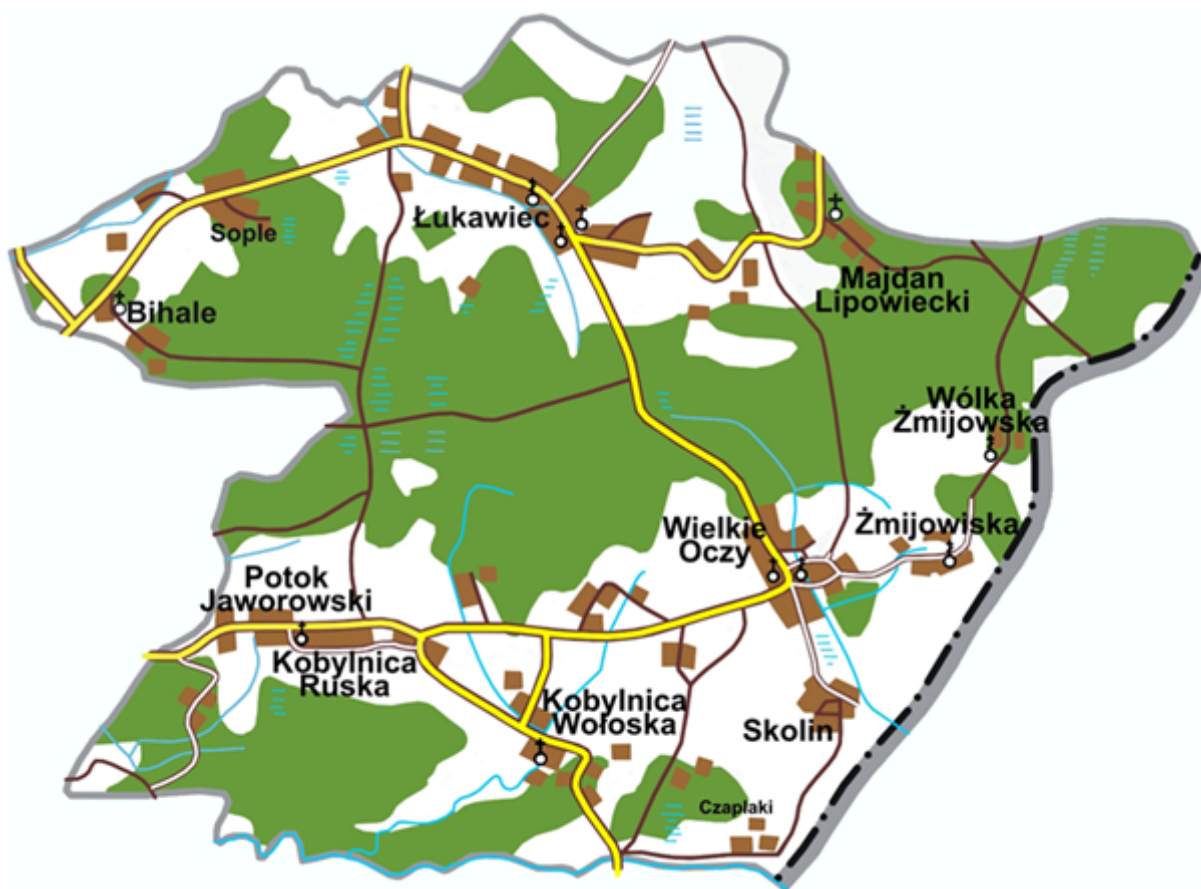 Łukawiec
Sople
Majdan
Lipowiecki
Bihale
Wólka
Żmijowska
Wielkie
Oczy
Żmijowiska
Potok
Jaworowski
Kobylnica
Ruska
Kobylnica
Wołoska
Skolin
Czaplaki